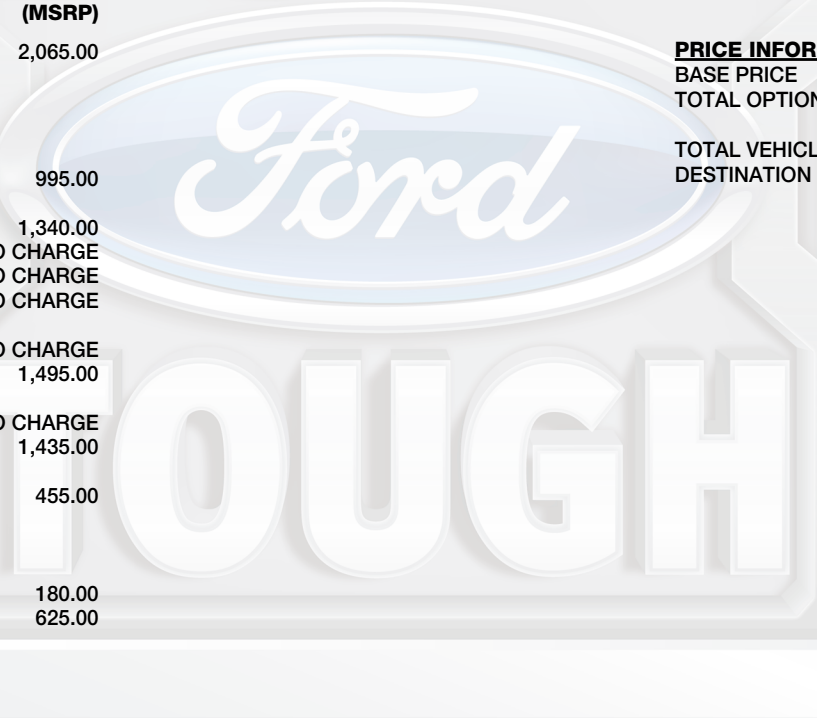 (MSRP)
2,065.00
995.00
1,340.00
O CHARGE
O CHARGE
O CHARGE
O CHARGE
1,495.00
O CHARGE
1,435.00
455.00
180.00
625.00
PRICE INFOR
BASE PRICE
TOTAL OPTION
TOTAL VEHICL
DESTINATION
Ford
TOUGH